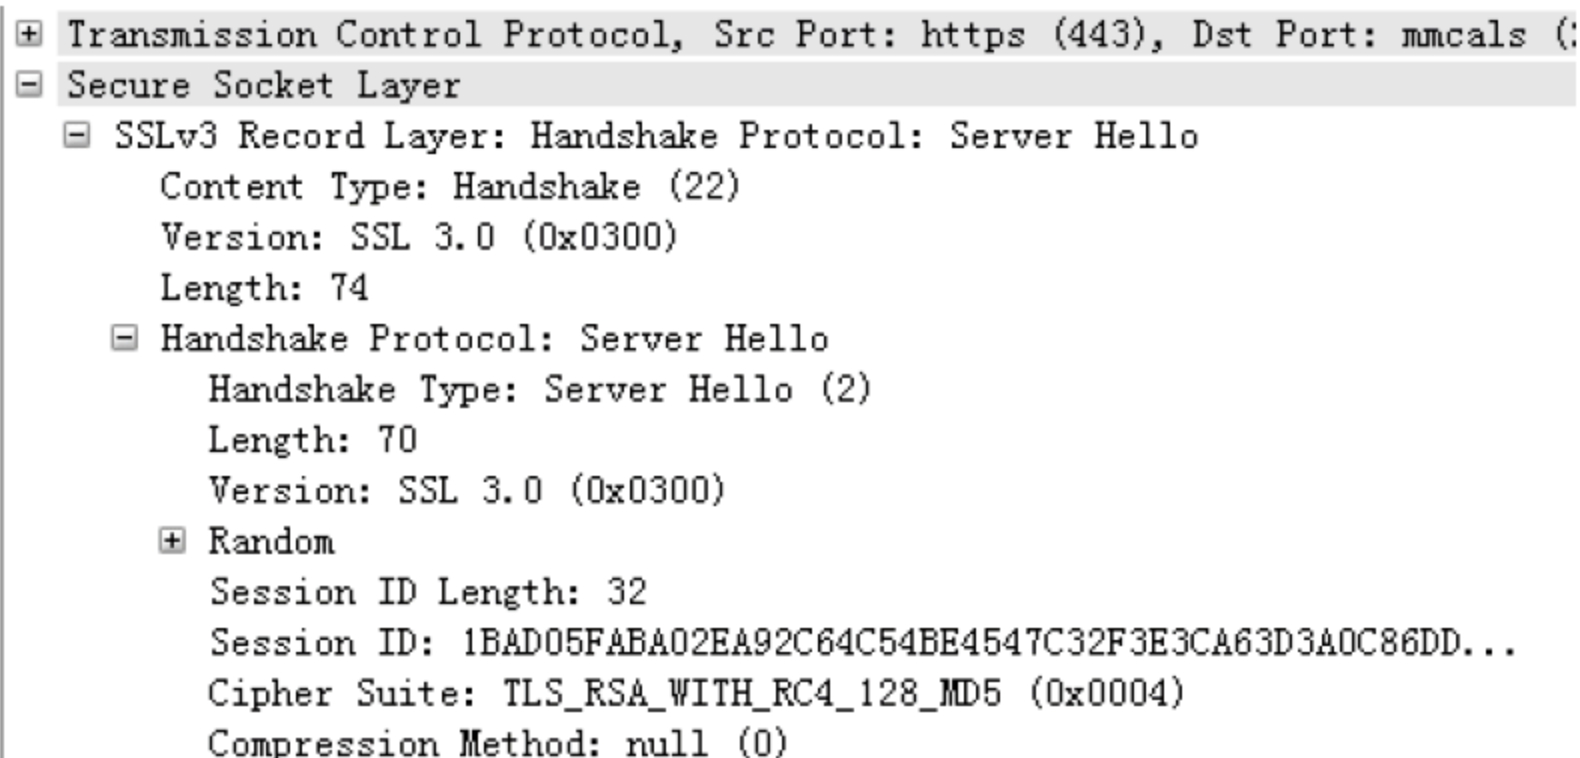 Transmission Control Protocol, Src Port: https (443), Dst Port: mmcals (
Secure Socket Layer
SSLv3 Record Layer: Handshake Protocol: Server Hello
Content Type: Handshake (22)
Version: SSL 3.0 (0x0300)
Length: 74
Handshake Protocol: Server Hello
Handshake Type: Server Hello (2)
Length: 70
Version: SSL 3.0 (0x0300)
Random
Session ID Length: 32
Session ID: 1BAD05FABA02EA92C64C54BE4547C32F3E3CA63D3A0C86DD...
Cipher Suite: TLS_RSA_WITH_RC4_128_MD5 (0x0004)
Compression Method: null (0)